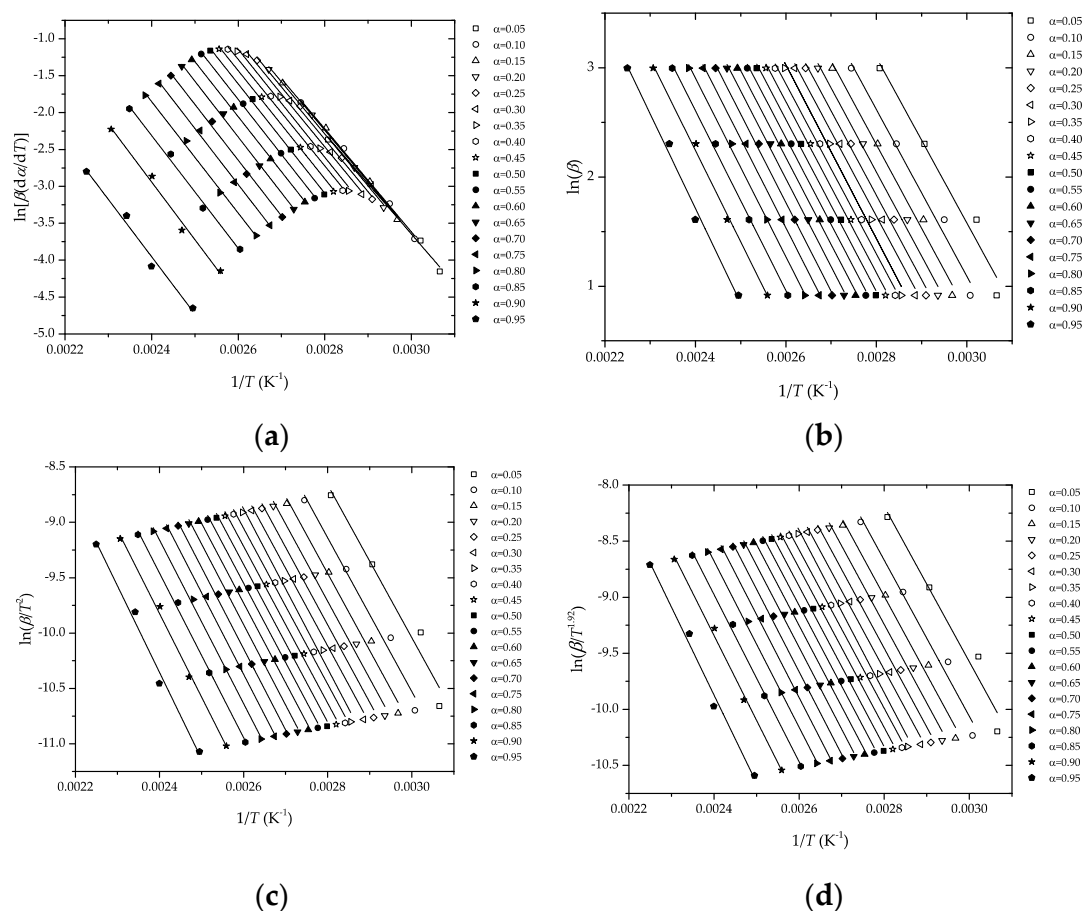 -1.0
-1.5
-2.0
-2.5
-3.0
-3.5
-4.0
-4.5
-5.0
ln[β(dα/dT)]
0.0022 0.0024 0.0026 0.0028 0.0030
1/T (K⁻¹)
α=0.05
α=0.10
α=0.15
α=0.20
α=0.25
α=0.30
α=0.35
α=0.40
α=0.45
α=0.50
α=0.55
α=0.60
α=0.65
α=0.70
α=0.75
α=0.80
α=0.85
α=0.90
α=0.95
(a)
3
2
1
ln(β)
0.0022 0.0024 0.0026 0.0028 0.0030
1/T (K⁻¹)
α=0.05
α=0.10
α=0.15
α=0.20
α=0.25
α=0.30
α=0.35
α=0.40
α=0.45
α=0.50
α=0.55
α=0.60
α=0.65
α=0.70
α=0.75
α=0.80
α=0.85
α=0.90
α=0.95
(b)
-8.5
-9.0
-9.5
-10.0
-10.5
-11.0
ln(β/T²)
0.0022 0.0024 0.0026 0.0028 0.0030
1/T (K⁻¹)
α=0.05
α=0.10
α=0.15
α=0.20
α=0.25
α=0.30
α=0.35
α=0.40
α=0.45
α=0.50
α=0.55
α=0.60
α=0.65
α=0.70
α=0.75
α=0.80
α=0.85
α=0.90
α=0.95
(c)
-8.0
-8.5
-9.0
-9.5
-10.0
-10.5
ln(β/T¹·⁹²)
0.0022 0.0024 0.0026 0.0028 0.0030
1/T (K⁻¹)
α=0.05
α=0.10
α=0.15
α=0.20
α=0.25
α=0.30
α=0.35
α=0.40
α=0.45
α=0.50
α=0.55
α=0.60
α=0.65
α=0.70
α=0.75
α=0.80
α=0.85
α=0.90
α=0.95
(d)